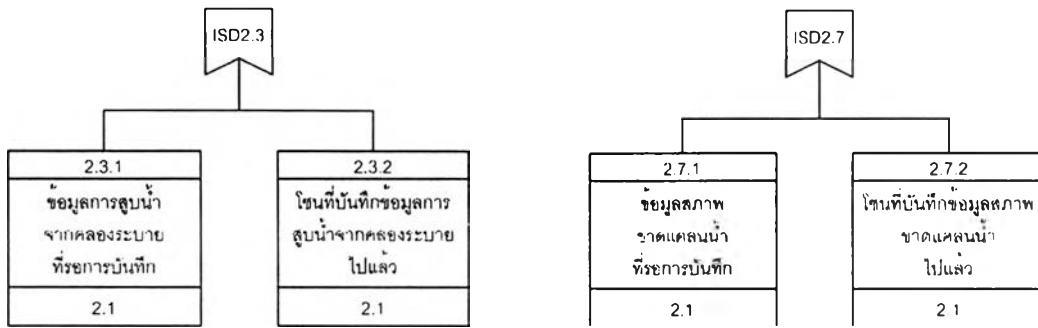 ISD2.3
2.3.1
ข้อมูลการสูบน้ำ
จากคลองระบาย
ที่รอการบันทึก
2.1
2.3.2
โซนที่บันทึกข้อมูลการ
สูบน้ำจากคลองระบาย
ไปแล้ว
2.1
ISD2.7
2.7.1
ข้อมูลสภาพ
ขาดแคลนน้ำ
ที่รอการบันทึก
2.1
2.7.2
โซนที่บันทึกข้อมูลสภาพ
ขาดแคลนน้ำ
ไปแล้ว
2.1